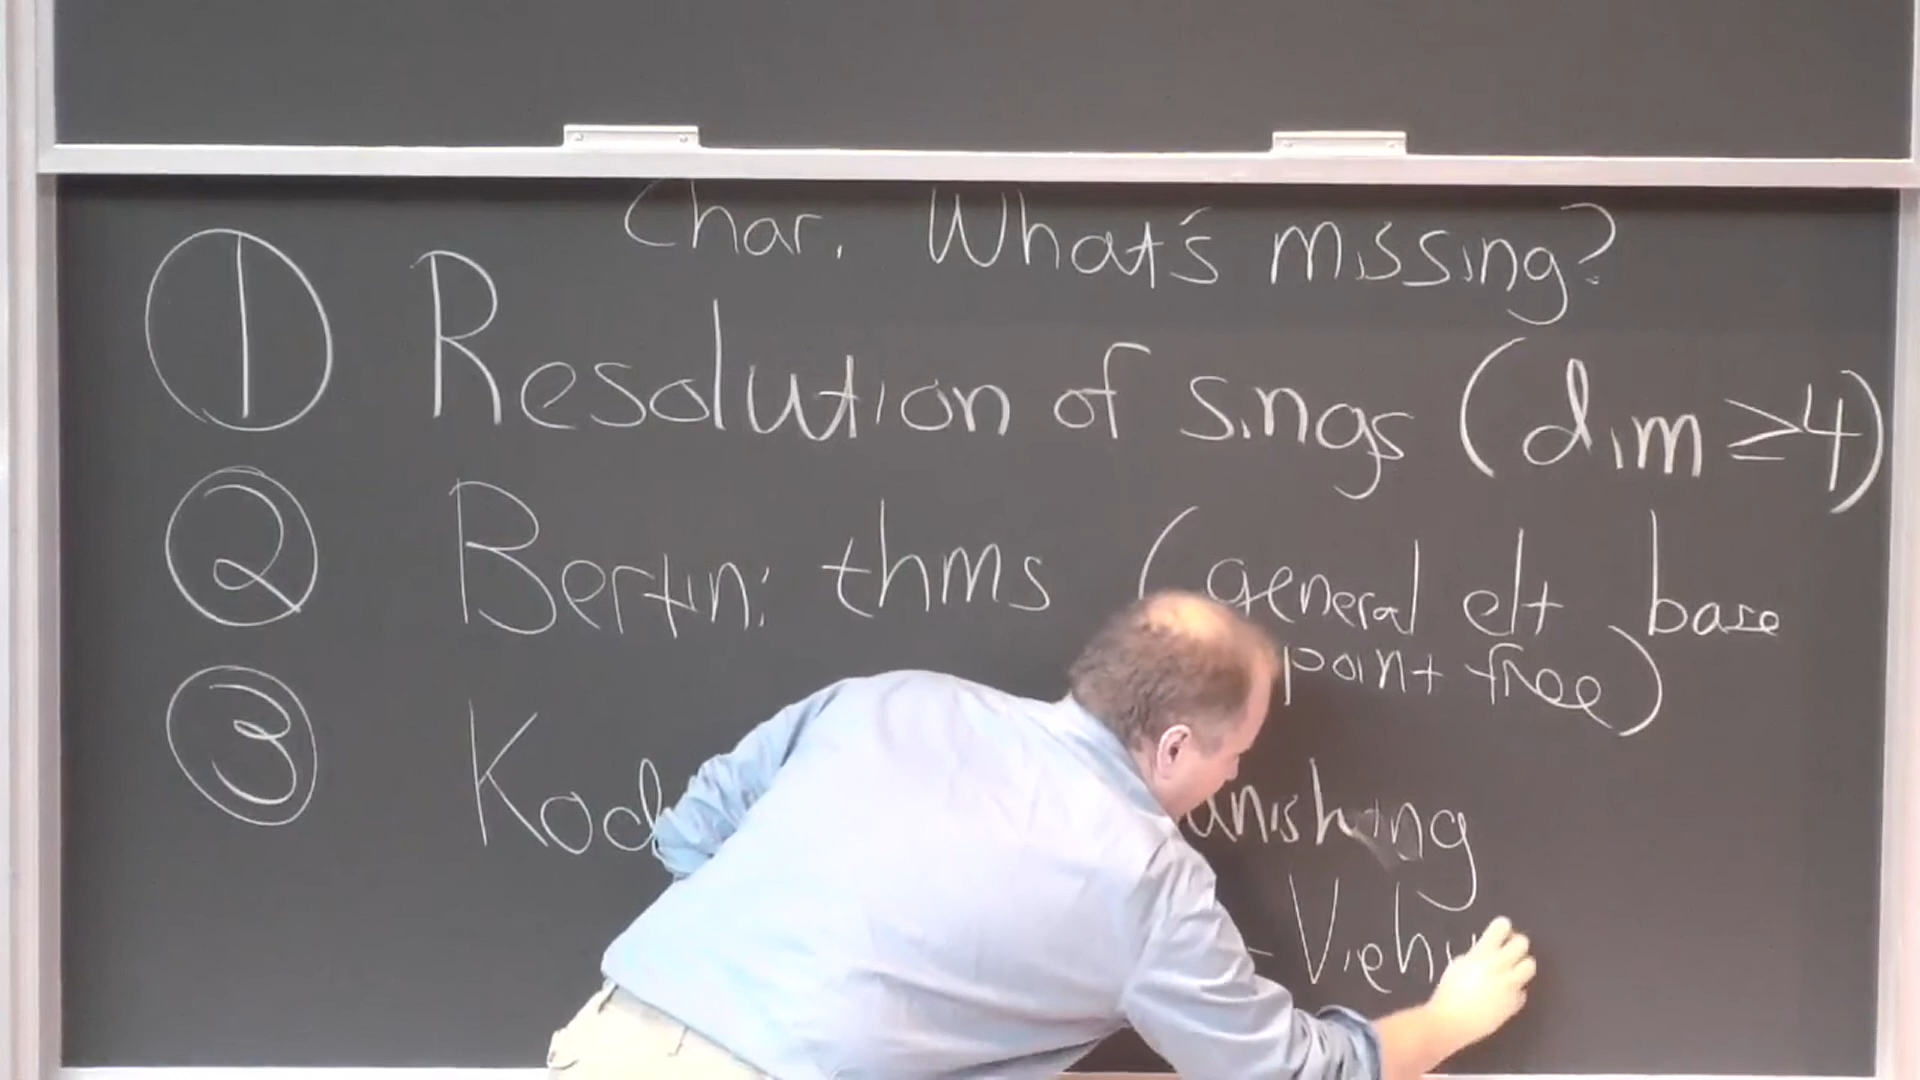 Char. What's missing?
① Resolution of sings (dim ≥4)
② Bertini thms (general elt base
point free)
③ Kod anishing
- Vieh